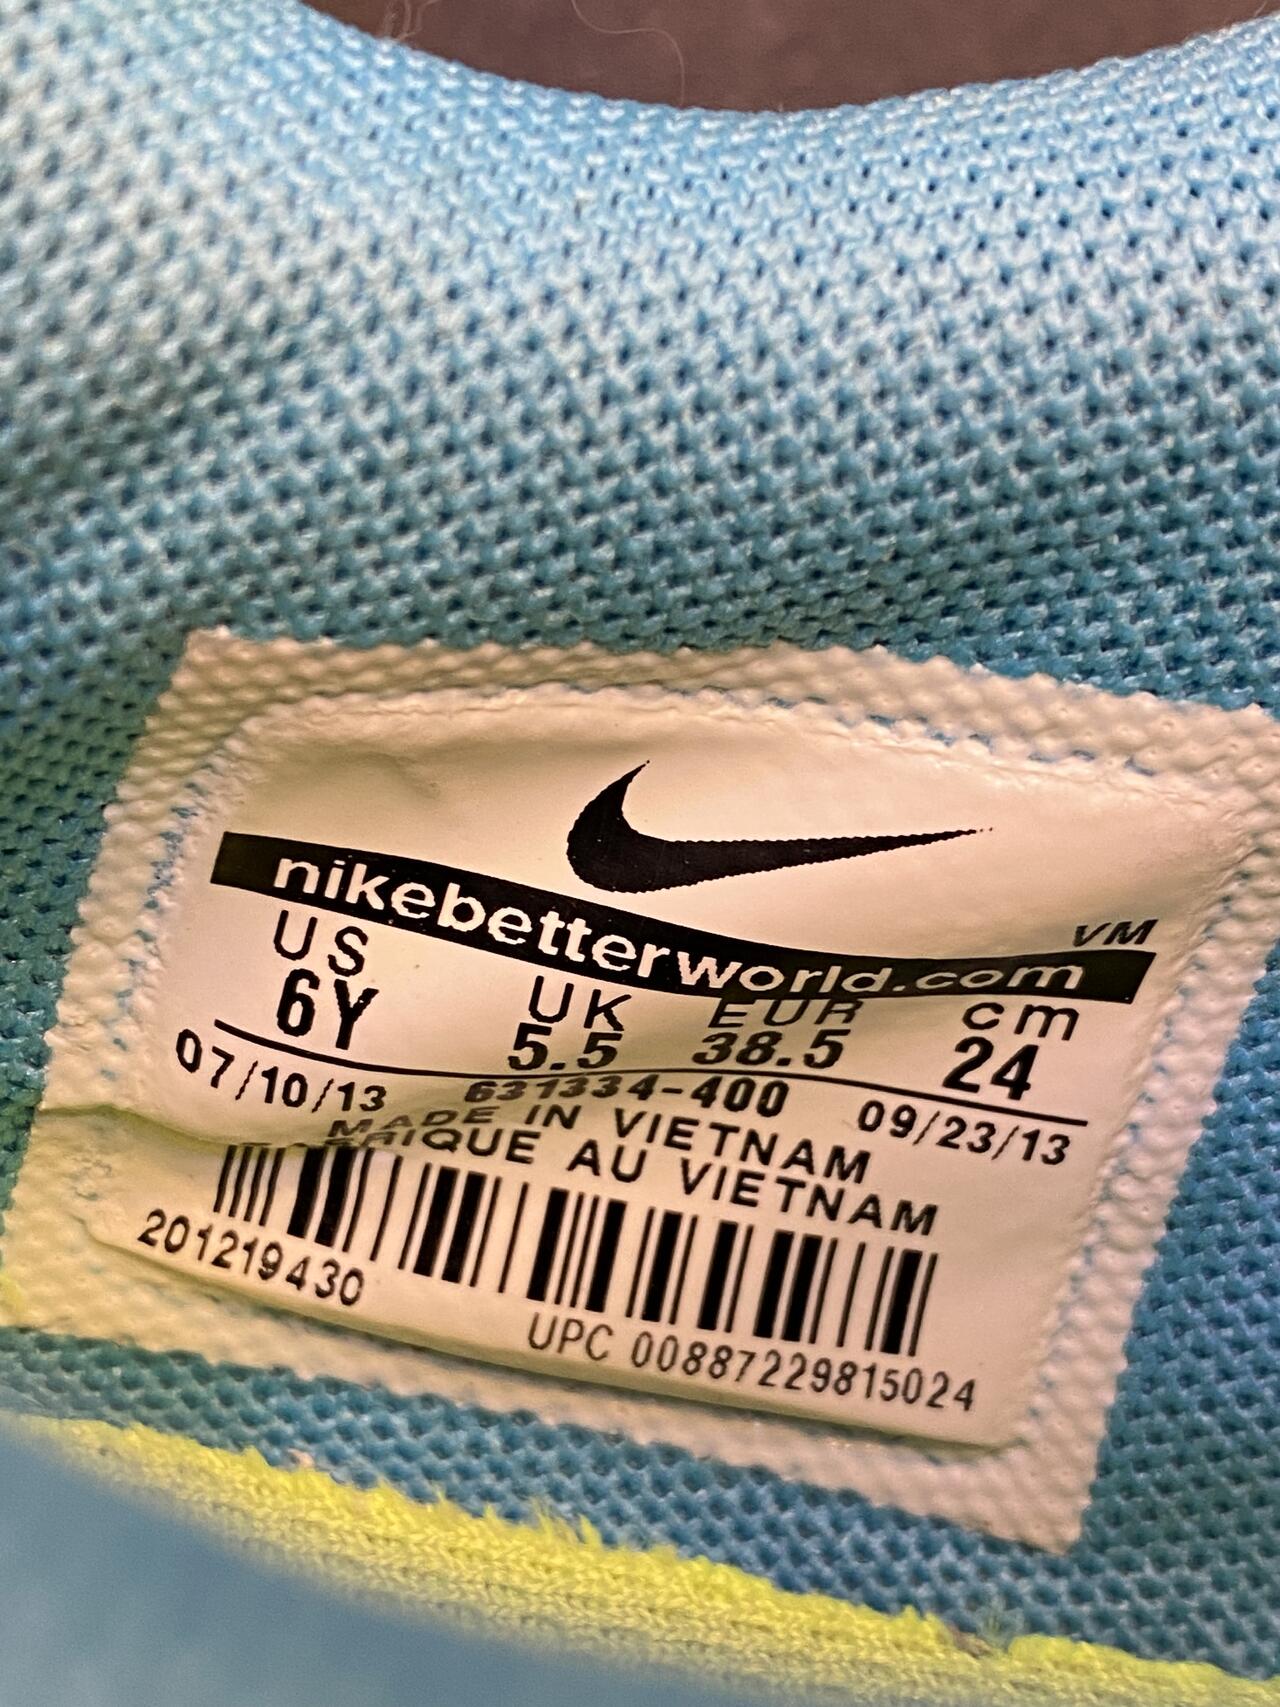 nikebetterworld.com
VM
US UK EUR cm
6Y 5.5 38.5 24
07/10/13 631334-400 09/23/13
MADE IN VIETNAM
AU VIETNAM
201219430
UPC 00887229815024